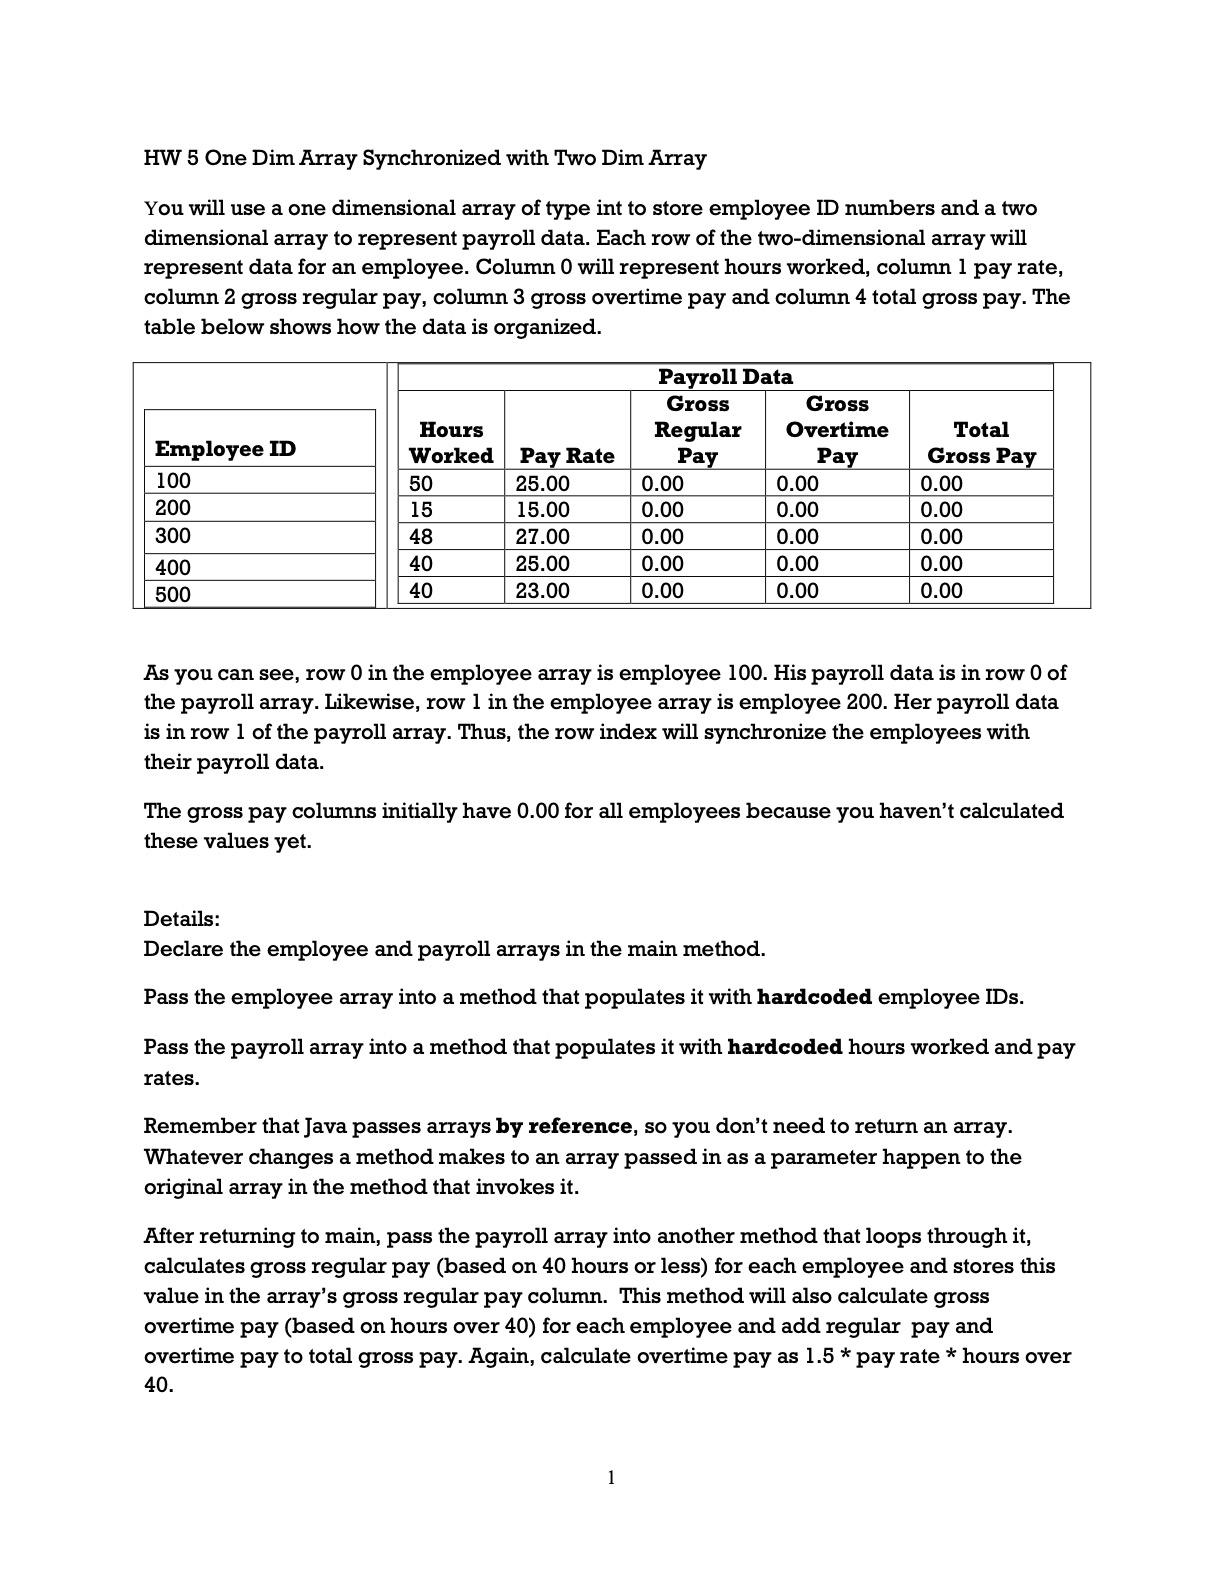 HW 5 One Dim Array Synchronized with Two Dim Array
You will use a one dimensional array of type int to store employee ID numbers and a two
dimensional array to represent payroll data. Each row of the two-dimensional array will
represent data for an employee. Column 0 will represent hours worked, column 1 pay rate,
column 2 gross regular pay, column 3 gross overtime pay and column 4 total gross pay. The
table below shows how the data is organized.
Employee ID
100
200
300
400
500
Payroll Data
Hours Worked Pay Rate Gross Regular Pay Gross Overtime Pay Total Gross Pay
50 25.00 0.00 0.00 0.00
15 15.00 0.00 0.00 0.00
48 27.00 0.00 0.00 0.00
40 25.00 0.00 0.00 0.00
40 23.00 0.00 0.00 0.00
As you can see, row 0 in the employee array is employee 100. His payroll data is in row 0 of
the payroll array. Likewise, row 1 in the employee array is employee 200. Her payroll data
is in row 1 of the payroll array. Thus, the row index will synchronize the employees with
their payroll data.
The gross pay columns initially have 0.00 for all employees because you haven’t calculated
these values yet.
Details:
Declare the employee and payroll arrays in the main method.
Pass the employee array into a method that populates it with hardcoded employee IDs.
Pass the payroll array into a method that populates it with hardcoded hours worked and pay
rates.
Remember that Java passes arrays by reference, so you don’t need to return an array.
Whatever changes a method makes to an array passed in as a parameter happen to the
original array in the method that invokes it.
After returning to main, pass the payroll array into another method that loops through it,
calculates gross regular pay (based on 40 hours or less) for each employee and stores this
value in the array’s gross regular pay column.  This method will also calculate gross
overtime pay (based on hours over 40) for each employee and add regular  pay and
overtime pay to total gross pay. Again, calculate overtime pay as 1.5 * pay rate * hours over
40.
1